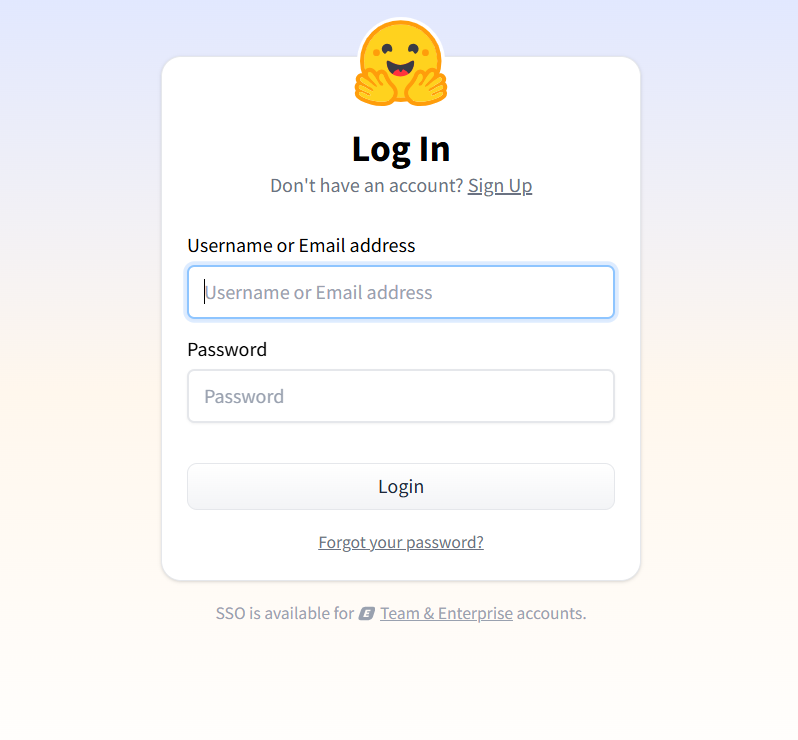 Log In
Don't have an account? Sign Up
Username or Email address
Username or Email address
Password
Password
Login
Forgot your password?
SSO is available for E Team & Enterprise accounts.